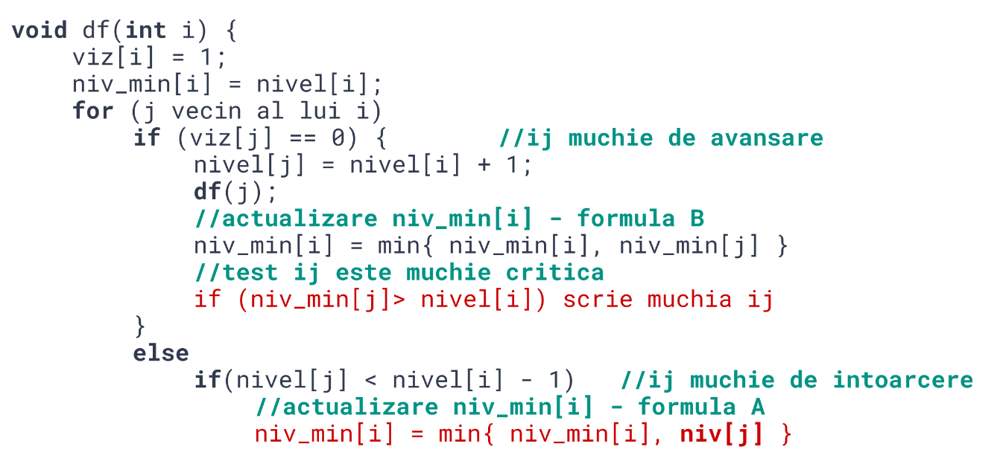 void df(int i) {
viz[i] = 1;
niv_min[i] = nivel[i];
for (j vecin al lui i)
if (viz[j] == 0) { //ij muchie de avansare
nivel[j] = nivel[i] + 1;
df(j);
//actualizare niv_min[i] - formula B
niv_min[i] = min{ niv_min[i], niv_min[j] }
//test ij este muchie critica
if (niv_min[j]> nivel[i]) scrie muchia ij
}
else
if(nivel[j] < nivel[i] - 1) //ij muchie de intoarcere
//actualizare niv_min[i] - formula A
niv_min[i] = min{ niv_min[i], niv[j] }